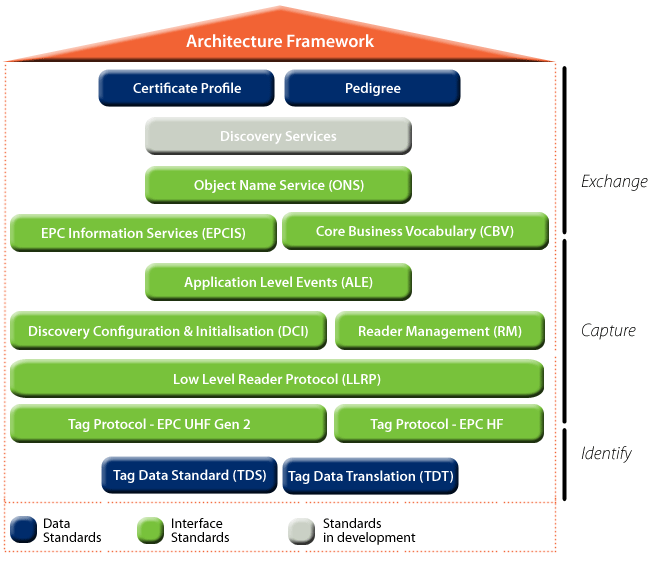 Architecture Framework
Certificate Profile
Pedigree
Discovery Services
Object Name Service (ONS)
Exchange
EPC Information Services (EPCIS)
Core Business Vocabulary (CBV)
Application Level Events (ALE)
Discovery Configuration & Initialisation (DCI)
Reader Management (RM)
Capture
Low Level Reader Protocol (LLRP)
Tag Protocol - EPC UHF Gen 2
Tag Protocol - EPC HF
Identify
Tag Data Standard (TDS)
Tag Data Translation (TDT)
Data
Standards
Interface
Standards
Standards
in development